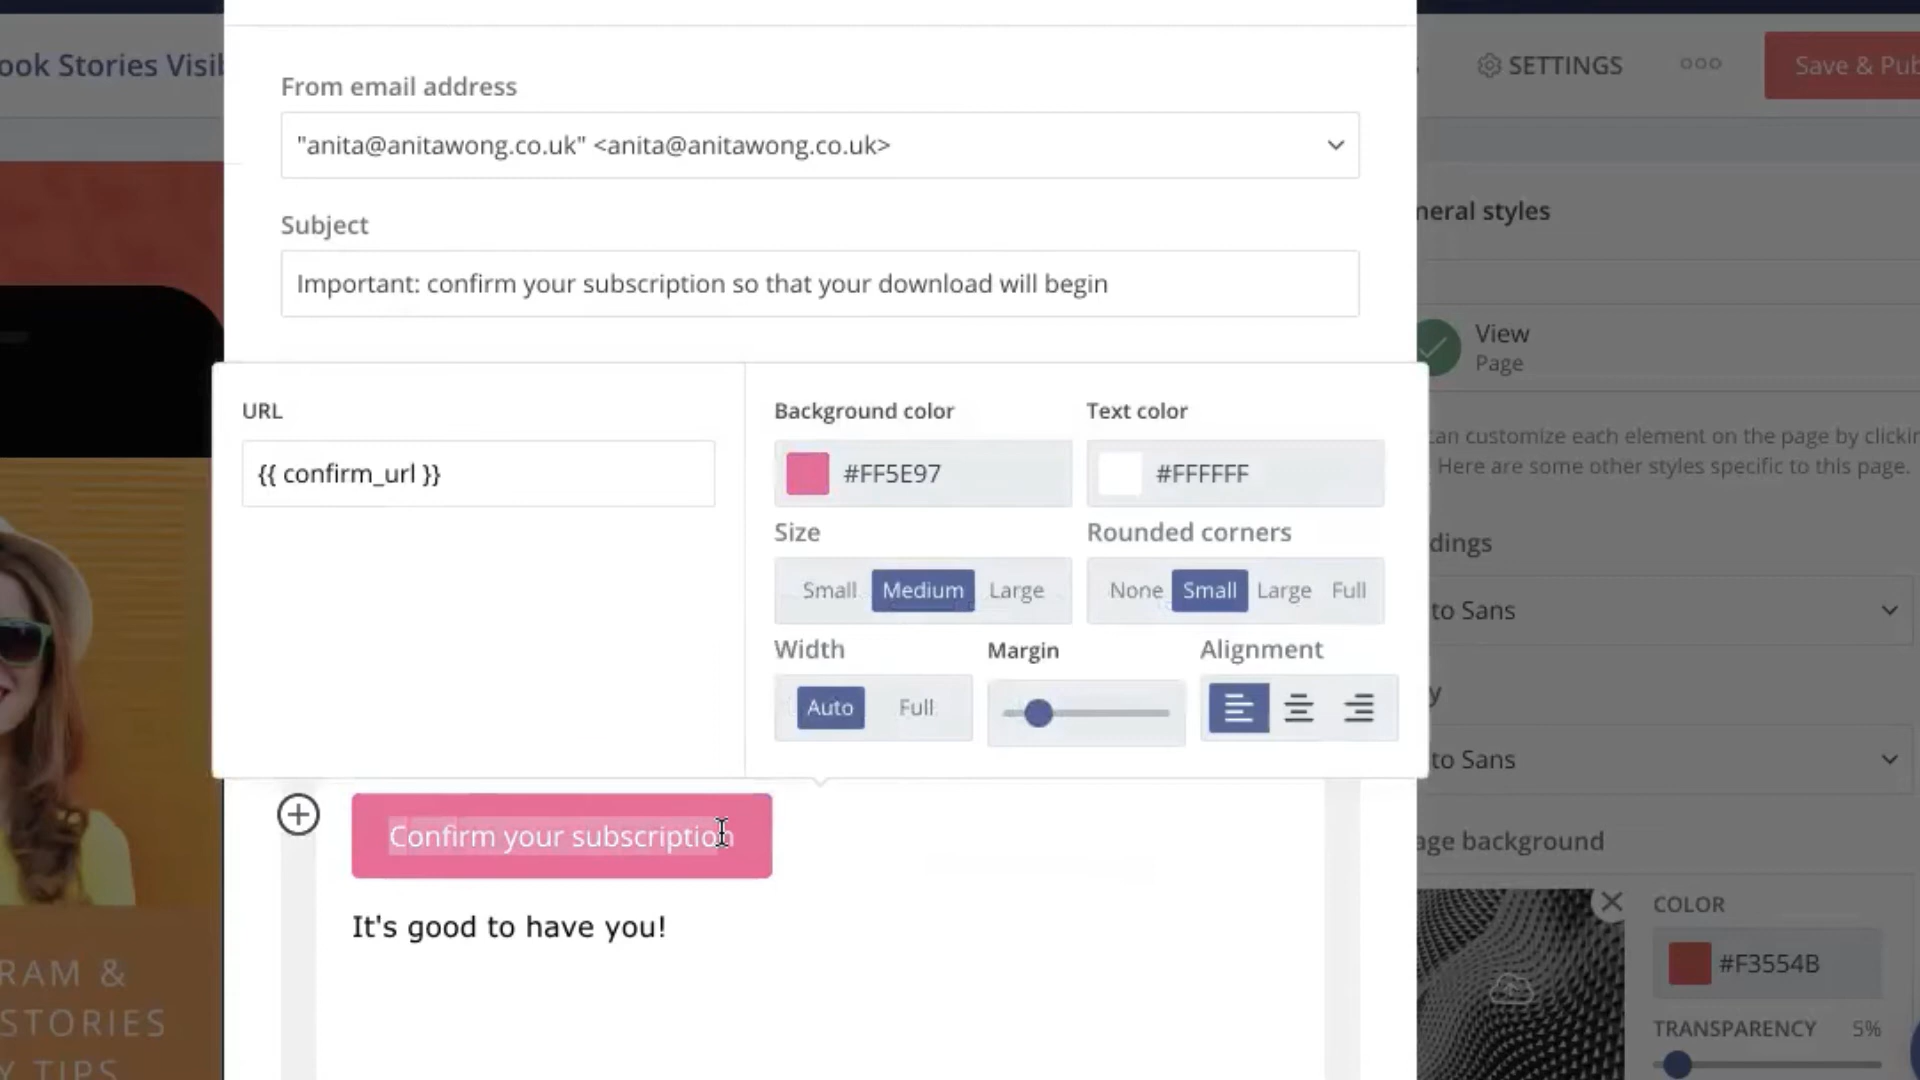 ook Stories Visib
SETTINGS
Save & Pub
From email address
"anita@anitawong.co.uk" <anita@anitawong.co.uk>
Subject
neral styles
Important: confirm your subscription so that your download will begin
View
Page
URL
Background color
Text color
can customize each element on the page by clickin
Here are some other styles specific to this page.
{{ confirm_url }}
#FF5E97
#FFFFFF
Size
Rounded corners
dings
Small Medium Large
None Small Large Full
to Sans
Width
Margin
Alignment
y
Auto Full
to Sans
Confirm your subscription
age background
It's good to have you!
COLOR
#F3554B
RAM &
STORIES
Y TIPS
TRANSPARENCY 5%